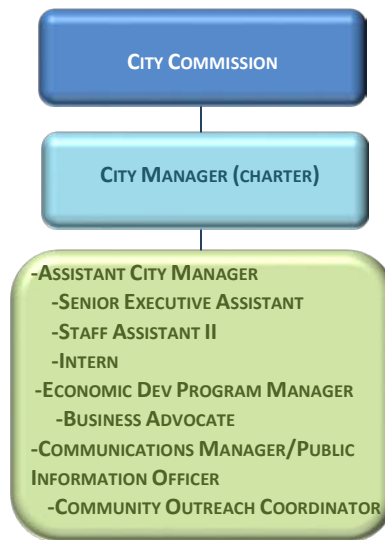 CITY COMMISSION
CITY MANAGER (CHARTER)
-ASSISTANT CITY MANAGER
-SENIOR EXECUTIVE ASSISTANT
-STAFF ASSISTANT II
-INTERN
-ECONOMIC DEV PROGRAM MANAGER
-BUSINESS ADVOCATE
-COMMUNICATIONS MANAGER/PUBLIC
INFORMATION OFFICER
-COMMUNITY OUTREACH COORDINATOR